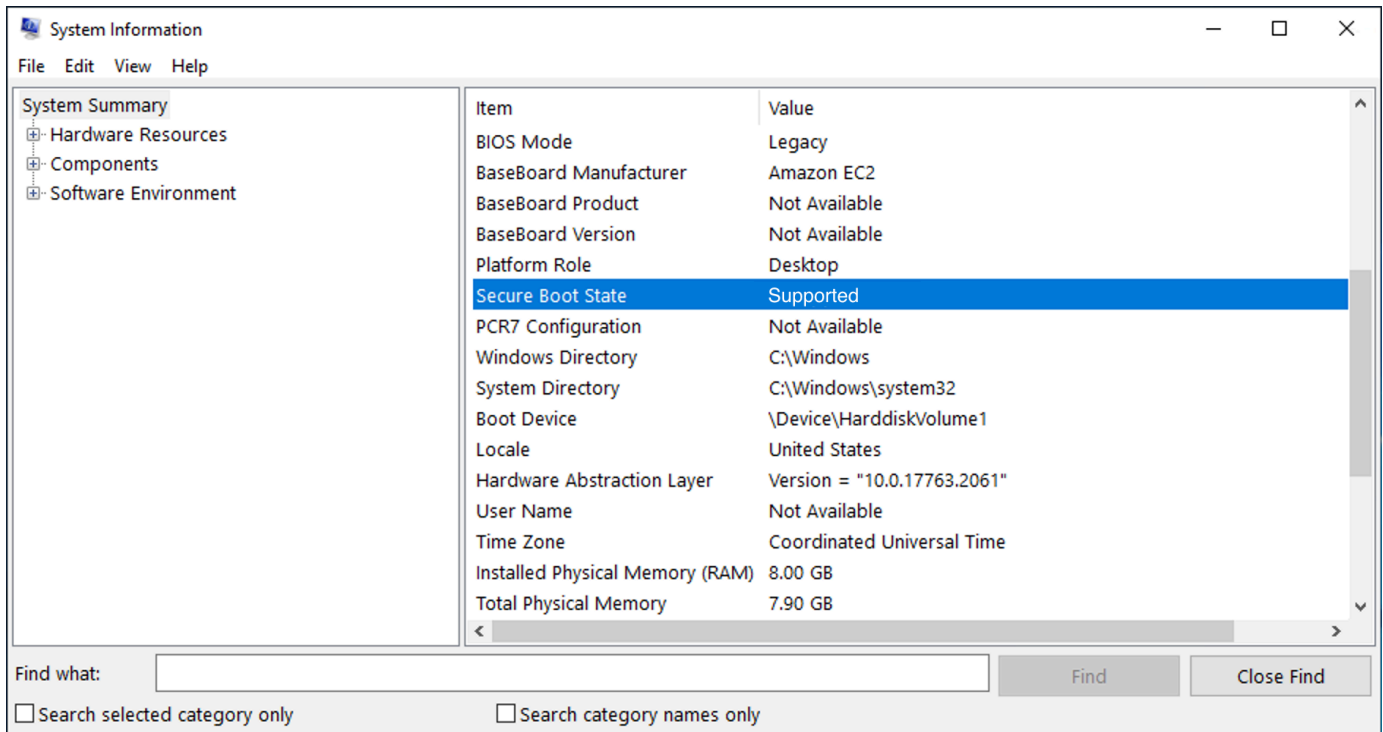 System Information
File Edit View Help
System Summary
Hardware Resources
Components
Software Environment
Item Value
BIOS Mode Legacy
BaseBoard Manufacturer Amazon EC2
BaseBoard Product Not Available
BaseBoard Version Not Available
Platform Role Desktop
Secure Boot State Supported
PCR7 Configuration Not Available
Windows Directory C:\Windows
System Directory C:\Windows\system32
Boot Device \Device\HarddiskVolume1
Locale United States
Hardware Abstraction Layer Version = "10.0.17763.2061"
User Name Not Available
Time Zone Coordinated Universal Time
Installed Physical Memory (RAM) 8.00 GB
Total Physical Memory 7.90 GB
Find what: Find Close Find
Search selected category only Search category names only